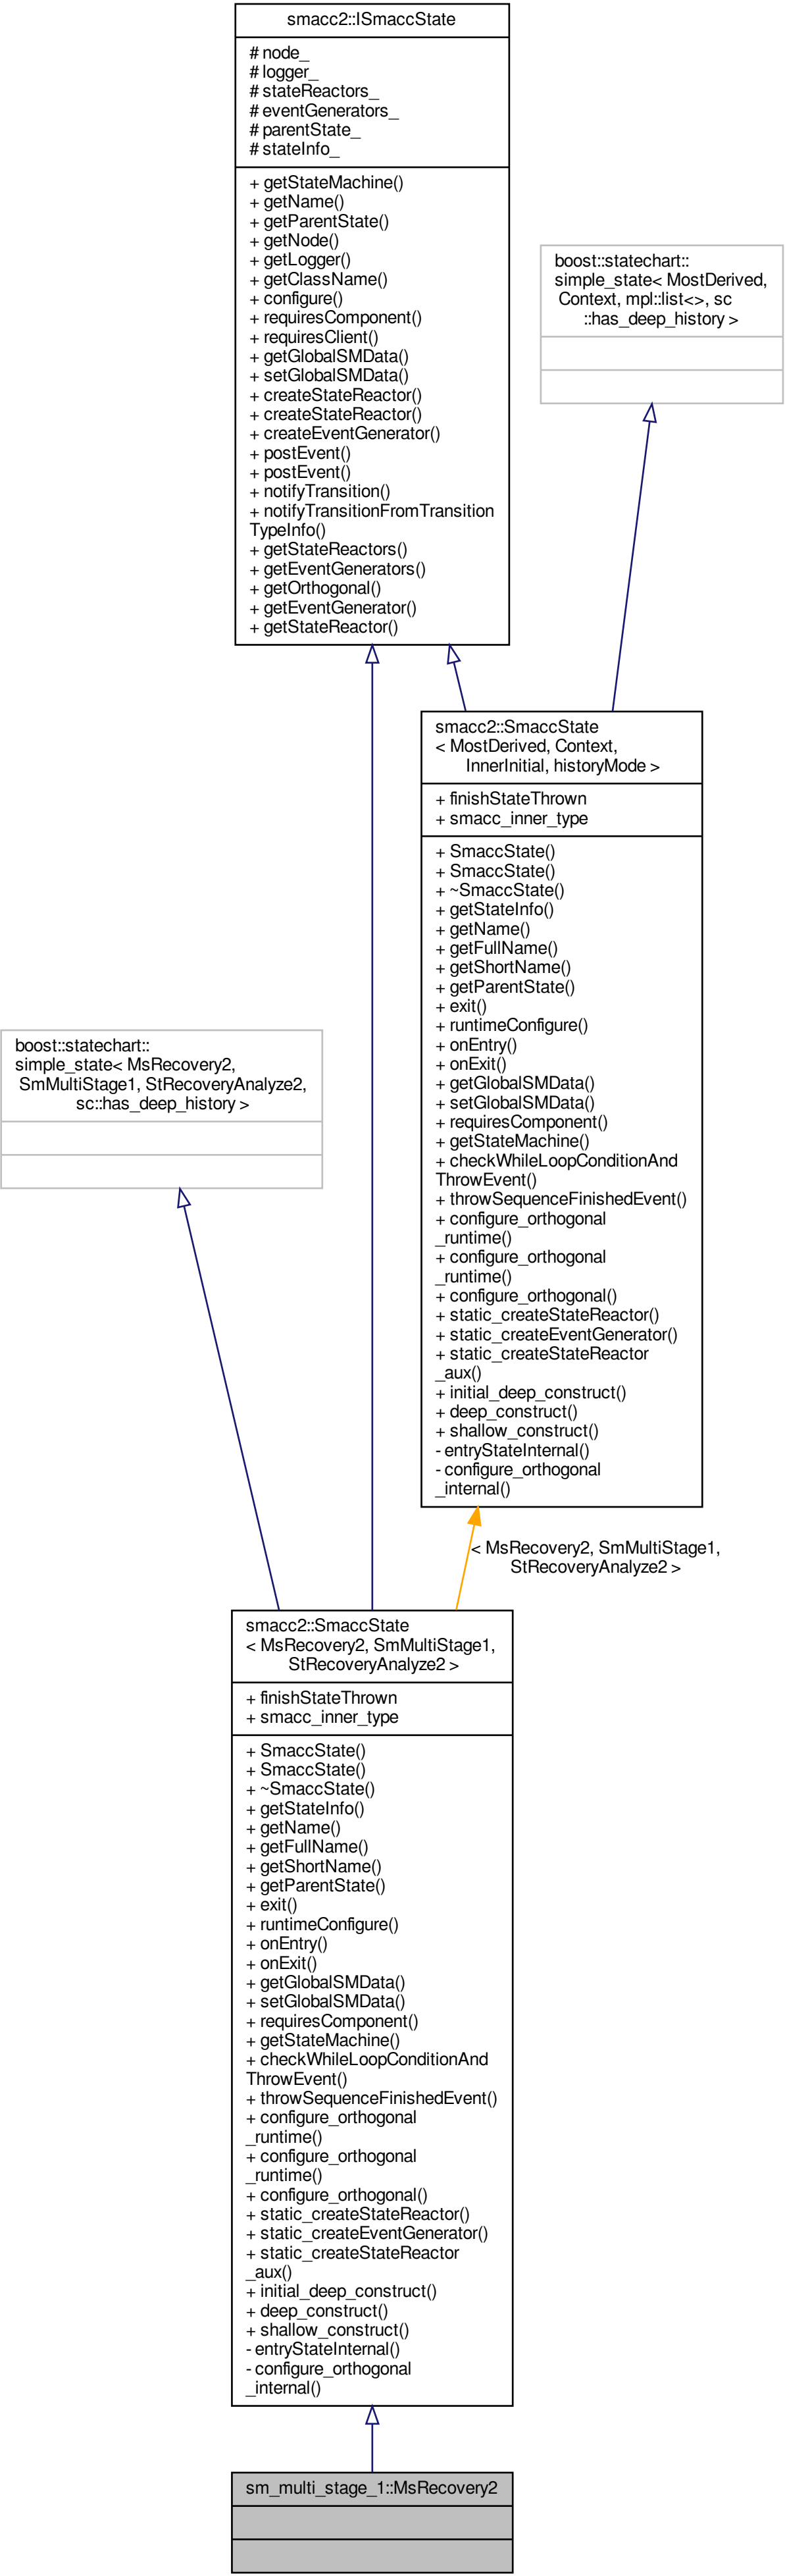 smacc2::ISmaccState
# node_
# logger_
# stateReactors_
# eventGenerators_
# parentState_
# stateInfo_
+ getStateMachine()
+ getName()
+ getParentState()
+ getNode()
+ getLogger()
+ getClassName()
+ configure()
+ requiresComponent()
+ requiresClient()
+ getGlobalSMData()
+ setGlobalSMData()
+ createStateReactor()
+ createStateReactor()
+ createEventGenerator()
+ postEvent()
+ postEvent()
+ notifyTransition()
+ notifyTransitionFromTransition
TypeInfo()
+ getStateReactors()
+ getEventGenerators()
+ getOrthogonal()
+ getEventGenerator()
+ getStateReactor()
boost::statechart::
simple_state< MostDerived,
Context, mpl::list<>, sc
::has_deep_history >
smacc2::SmaccState
< MostDerived, Context,
InnerInitial, historyMode >
+ finishStateThrown
+ smacc_inner_type
+ SmaccState()
+ SmaccState()
+ ~SmaccState()
+ getStateInfo()
+ getName()
+ getFullName()
+ getShortName()
+ getParentState()
+ exit()
+ runtimeConfigure()
+ onEntry()
+ onExit()
+ getGlobalSMData()
+ setGlobalSMData()
+ requiresComponent()
+ getStateMachine()
+ checkWhileLoopConditionAnd
ThrowEvent()
+ throwSequenceFinishedEvent()
+ configure_orthogonal
_runtime()
+ configure_orthogonal
_runtime()
+ configure_orthogonal()
+ static_createStateReactor()
+ static_createEventGenerator()
+ static_createStateReactor
_aux()
+ initial_deep_construct()
+ deep_construct()
+ shallow_construct()
- entryStateInternal()
- configure_orthogonal
_internal()
boost::statechart::
simple_state< MsRecovery2,
SmMultiStage1, StRecoveryAnalyze2,
sc::has_deep_history >
< MsRecovery2, SmMultiStage1,
StRecoveryAnalyze2 >
smacc2::SmaccState
< MsRecovery2, SmMultiStage1,
StRecoveryAnalyze2 >
+ finishStateThrown
+ smacc_inner_type
+ SmaccState()
+ SmaccState()
+ ~SmaccState()
+ getStateInfo()
+ getName()
+ getFullName()
+ getShortName()
+ getParentState()
+ exit()
+ runtimeConfigure()
+ onEntry()
+ onExit()
+ getGlobalSMData()
+ setGlobalSMData()
+ requiresComponent()
+ getStateMachine()
+ checkWhileLoopConditionAnd
ThrowEvent()
+ throwSequenceFinishedEvent()
+ configure_orthogonal
_runtime()
+ configure_orthogonal
_runtime()
+ configure_orthogonal()
+ static_createStateReactor()
+ static_createEventGenerator()
+ static_createStateReactor
_aux()
+ initial_deep_construct()
+ deep_construct()
+ shallow_construct()
- entryStateInternal()
- configure_orthogonal
_internal()
sm_multi_stage_1::MsRecovery2